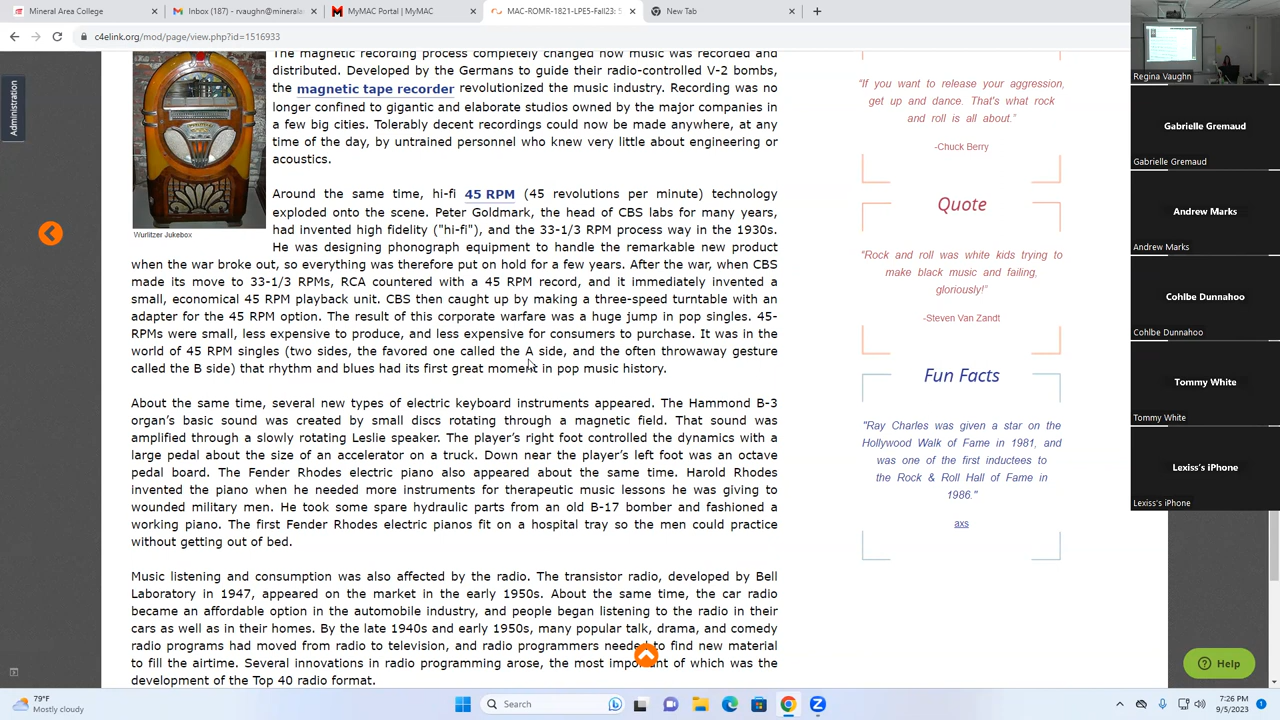 Mineral Area College
Inbox (187) - rvaughn@mineral
MyMAC Portal | MyMAC
MAC-ROMR-1821-LPE5-Fall23: 5
New Tab
c4elink.org/mod/page/view.php?id=1516933
Administration
The magnetic recording process completely changed how music was recorded and
distributed. Developed by the Germans to guide their radio-controlled V-2 bombs,
the magnetic tape recorder revolutionized the music industry. Recording was no
longer confined to gigantic and elaborate studios owned by the major companies in
a few big cities. Tolerably decent recordings could now be made anywhere, at any
time of the day, by untrained personnel who knew very little about engineering or
acoustics.
Around the same time, hi-fi 45 RPM (45 revolutions per minute) technology
exploded onto the scene. Peter Goldmark, the head of CBS labs for many years,
had invented high fidelity ("hi-fi"), and the 33-1/3 RPM process way in the 1930s.
He was designing phonograph equipment to handle the remarkable new product
Wurlitzer Jukebox
when the war broke out, so everything was therefore put on hold for a few years. After the war, when CBS
made its move to 33-1/3 RPMs, RCA countered with a 45 RPM record, and it immediately invented a
small, economical 45 RPM playback unit. CBS then caught up by making a three-speed turntable with an
adapter for the 45 RPM option. The result of this corporate warfare was a huge jump in pop singles. 45-
RPMs were small, less expensive to produce, and less expensive for consumers to purchase. It was in the
world of 45 RPM singles (two sides, the favored one called the A side, and the often throwaway gesture
called the B side) that rhythm and blues had its first great moment in pop music history.
About the same time, several new types of electric keyboard instruments appeared. The Hammond B-3
organ's basic sound was created by small discs rotating through a magnetic field. That sound was
amplified through a slowly rotating Leslie speaker. The player's right foot controlled the dynamics with a
large pedal about the size of an accelerator on a truck. Down near the player's left foot was an octave
pedal board. The Fender Rhodes electric piano also appeared about the same time. Harold Rhodes
invented the piano when he needed more instruments for therapeutic music lessons he was giving to
wounded military men. He took some spare hydraulic parts from an old B-17 bomber and fashioned a
working piano. The first Fender Rhodes electric pianos fit on a hospital tray so the men could practice
without getting out of bed.
Music listening and consumption was also affected by the radio. The transistor radio, developed by Bell
Laboratory in 1947, appeared on the market in the early 1950s. About the same time, the car radio
became an affordable option in the automobile industry, and people began listening to the radio in their
cars as well as in their homes. By the late 1940s and early 1950s, many popular talk, drama, and comedy
radio programs had moved from radio to television, and radio programmers needed to find new material
to fill the airtime. Several innovations in radio programming arose, the most important of which was the
development of the Top 40 radio format.
"If you want to release your aggression,
get up and dance. That's what rock
and roll is all about."
-Chuck Berry
Quote
"Rock and roll was white kids trying to
make black music and failing,
gloriously!"
-Steven Van Zandt
Fun Facts
"Ray Charles was given a star on the
Hollywood Walk of Fame in 1981, and
was one of the first inductees to
the Rock & Roll Hall of Fame in
1986."
axs
Help
Regina Vaughn
Gabrielle Gremaud
Gabrielle Gremaud
Andrew Marks
Andrew Marks
Cohlbe Dunnahoo
Cohlbe Dunnahoo
Tommy White
Tommy White
Lexiss's iPhone
Lexiss's iPhone
79°F
Mostly cloudy
Search
7:26 PM
9/5/2023